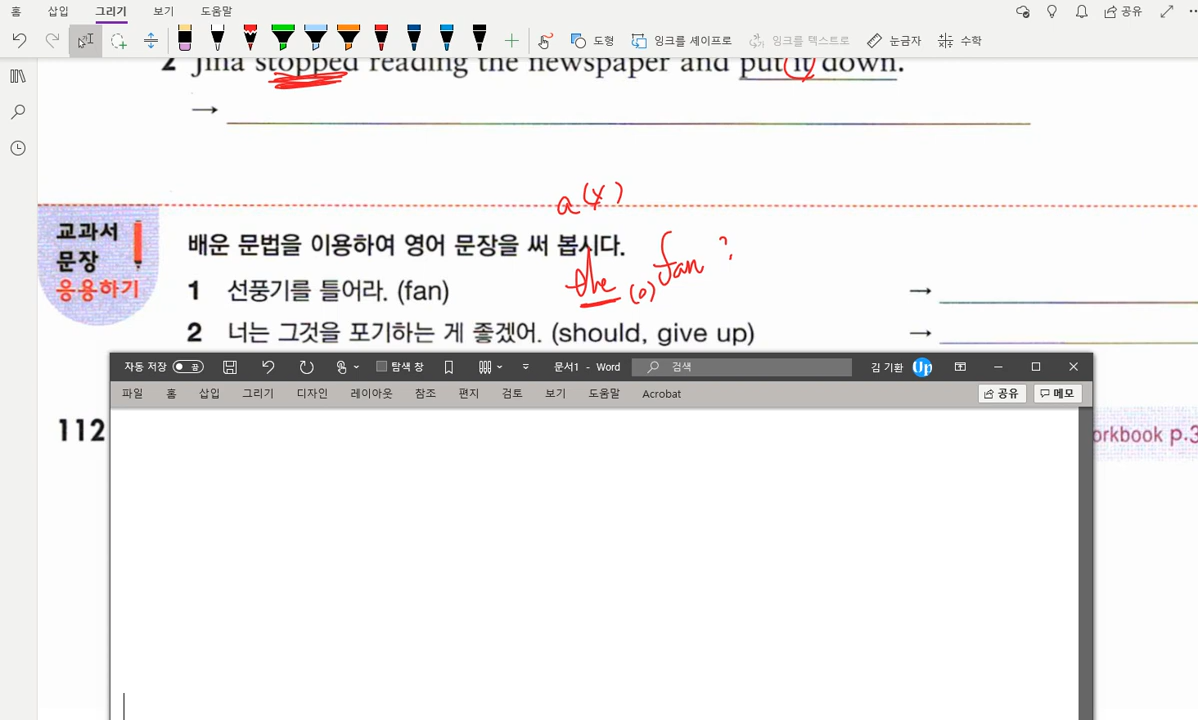 홈 삽입 그리기 보기 도움말 공유
도형 잉크를 셰이프로 잉크를 텍스트로 눈금자 수학
2 Jina stopped reading the newspaper and put it down.
→
a (x)
교과서
문장
응용하기
배운 문법을 이용하여 영어 문장을 써 봅시다.
the (o) fan ?
1 선풍기를 틀어라. (fan) →
2 너는 그것을 포기하는 게 좋겠어. (should, give up) →
자동 저장 끔 탐색 창 문서1 - Word 검색 김 기환 Up
파일 홈 삽입 그리기 디자인 레이아웃 참조 편지 검토 보기 도움말 Acrobat 공유 메모
112
orkbook p.3